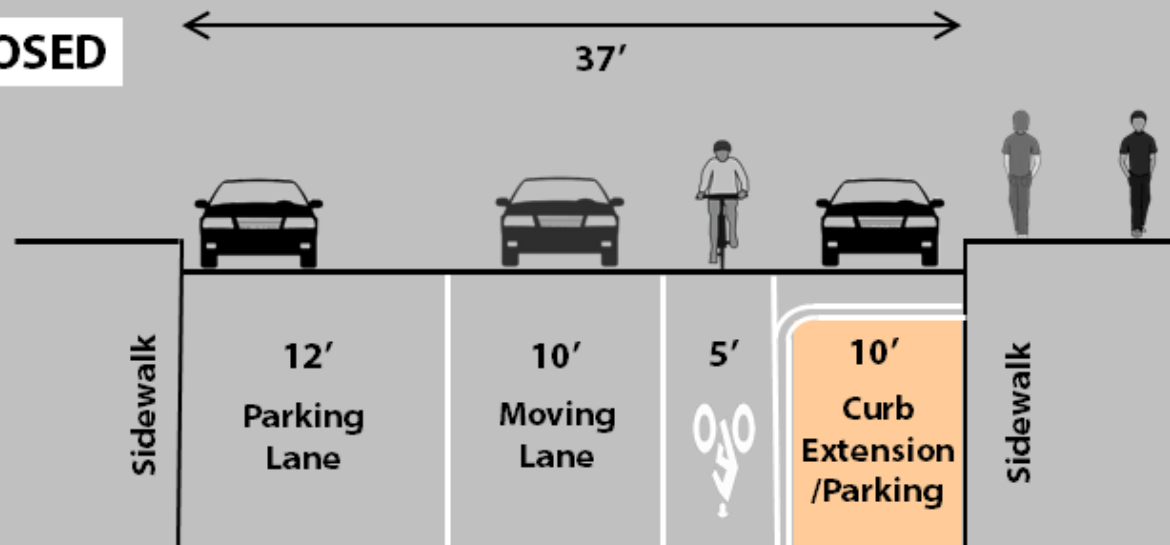 OSED
37′
12′
Parking
Lane
10′
Moving
Lane
5′
10′
Curb
Extension
/Parking
Sidewalk
Sidewalk